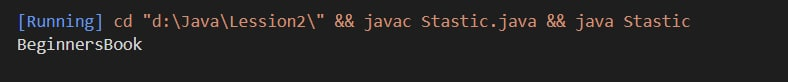 [Running] cd "d:\Java\Lession2\" && javac Stastic.java && java Stastic
BeginnersBook